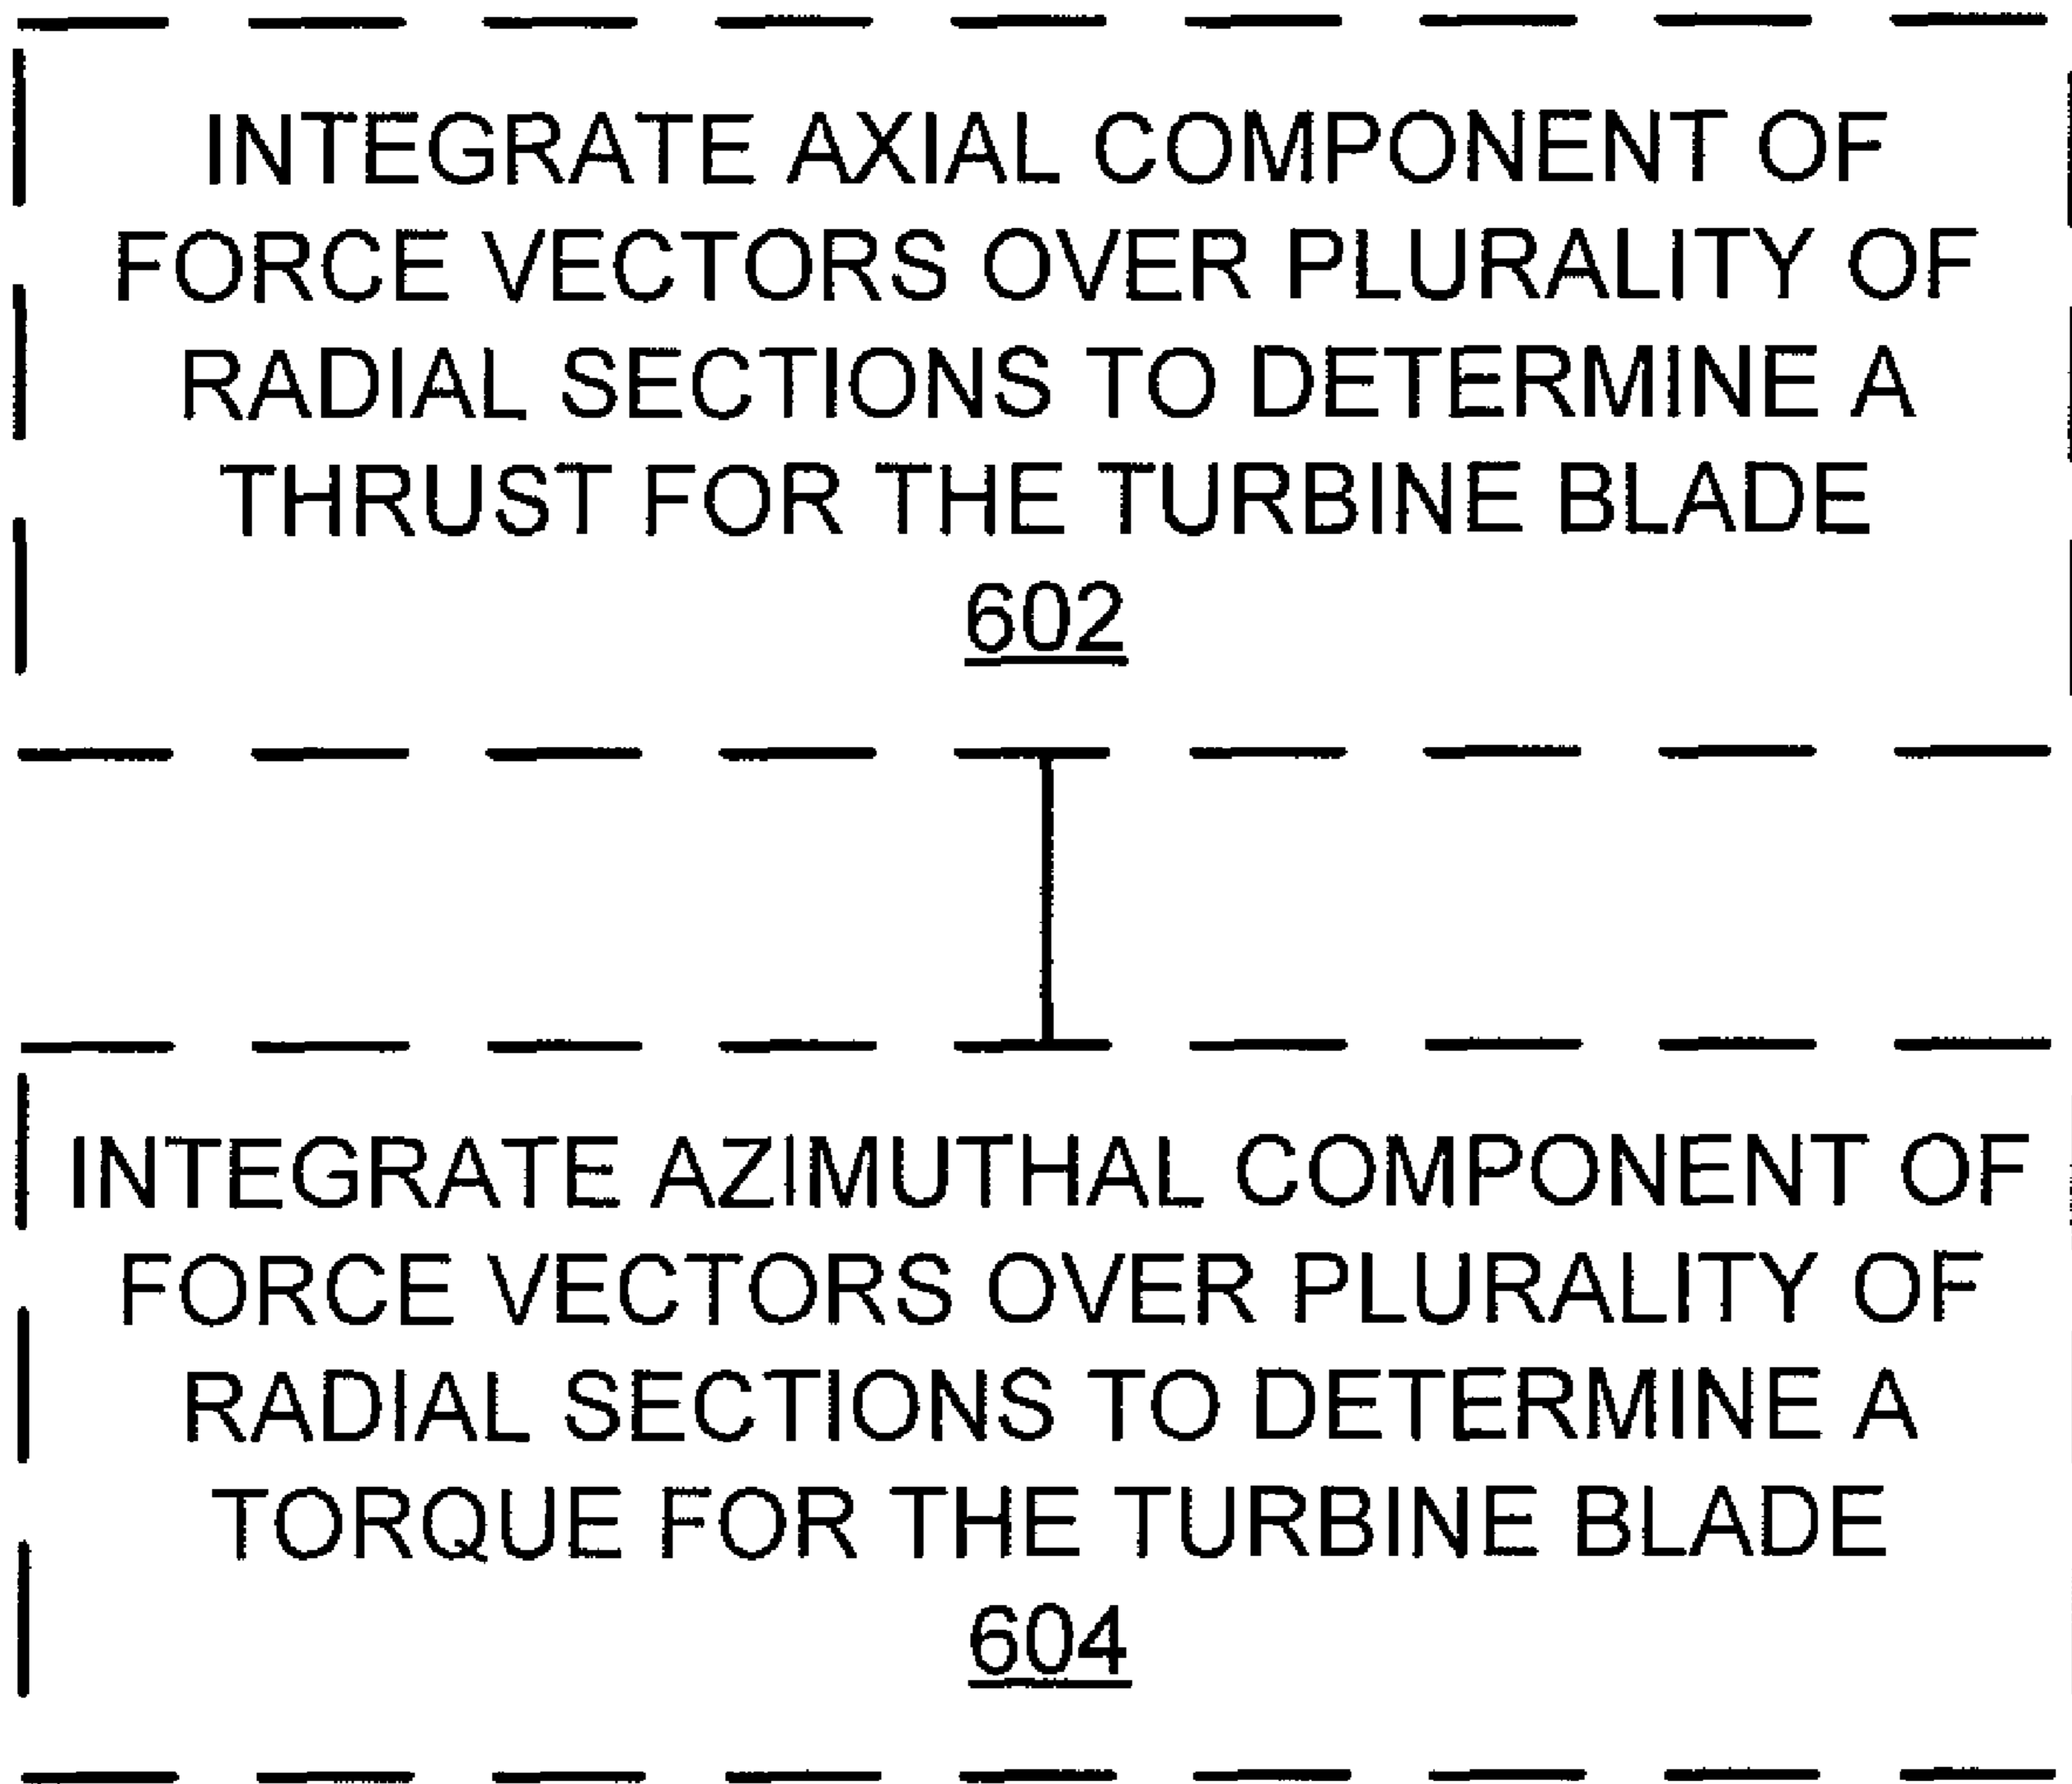 INTEGRATE AXIAL COMPONENT OF
FORCE VECTORS OVER PLURALITY OF
RADIAL SECTIONS TO DETERMINE A
THRUST FOR THE TURBINE BLADE
602
INTEGRATE AZIMUTHAL COMPONENT OF
FORCE VECTORS OVER PLURALITY OF
RADIAL SECTIONS TO DETERMINE A
TORQUE FOR THE TURBINE BLADE
604